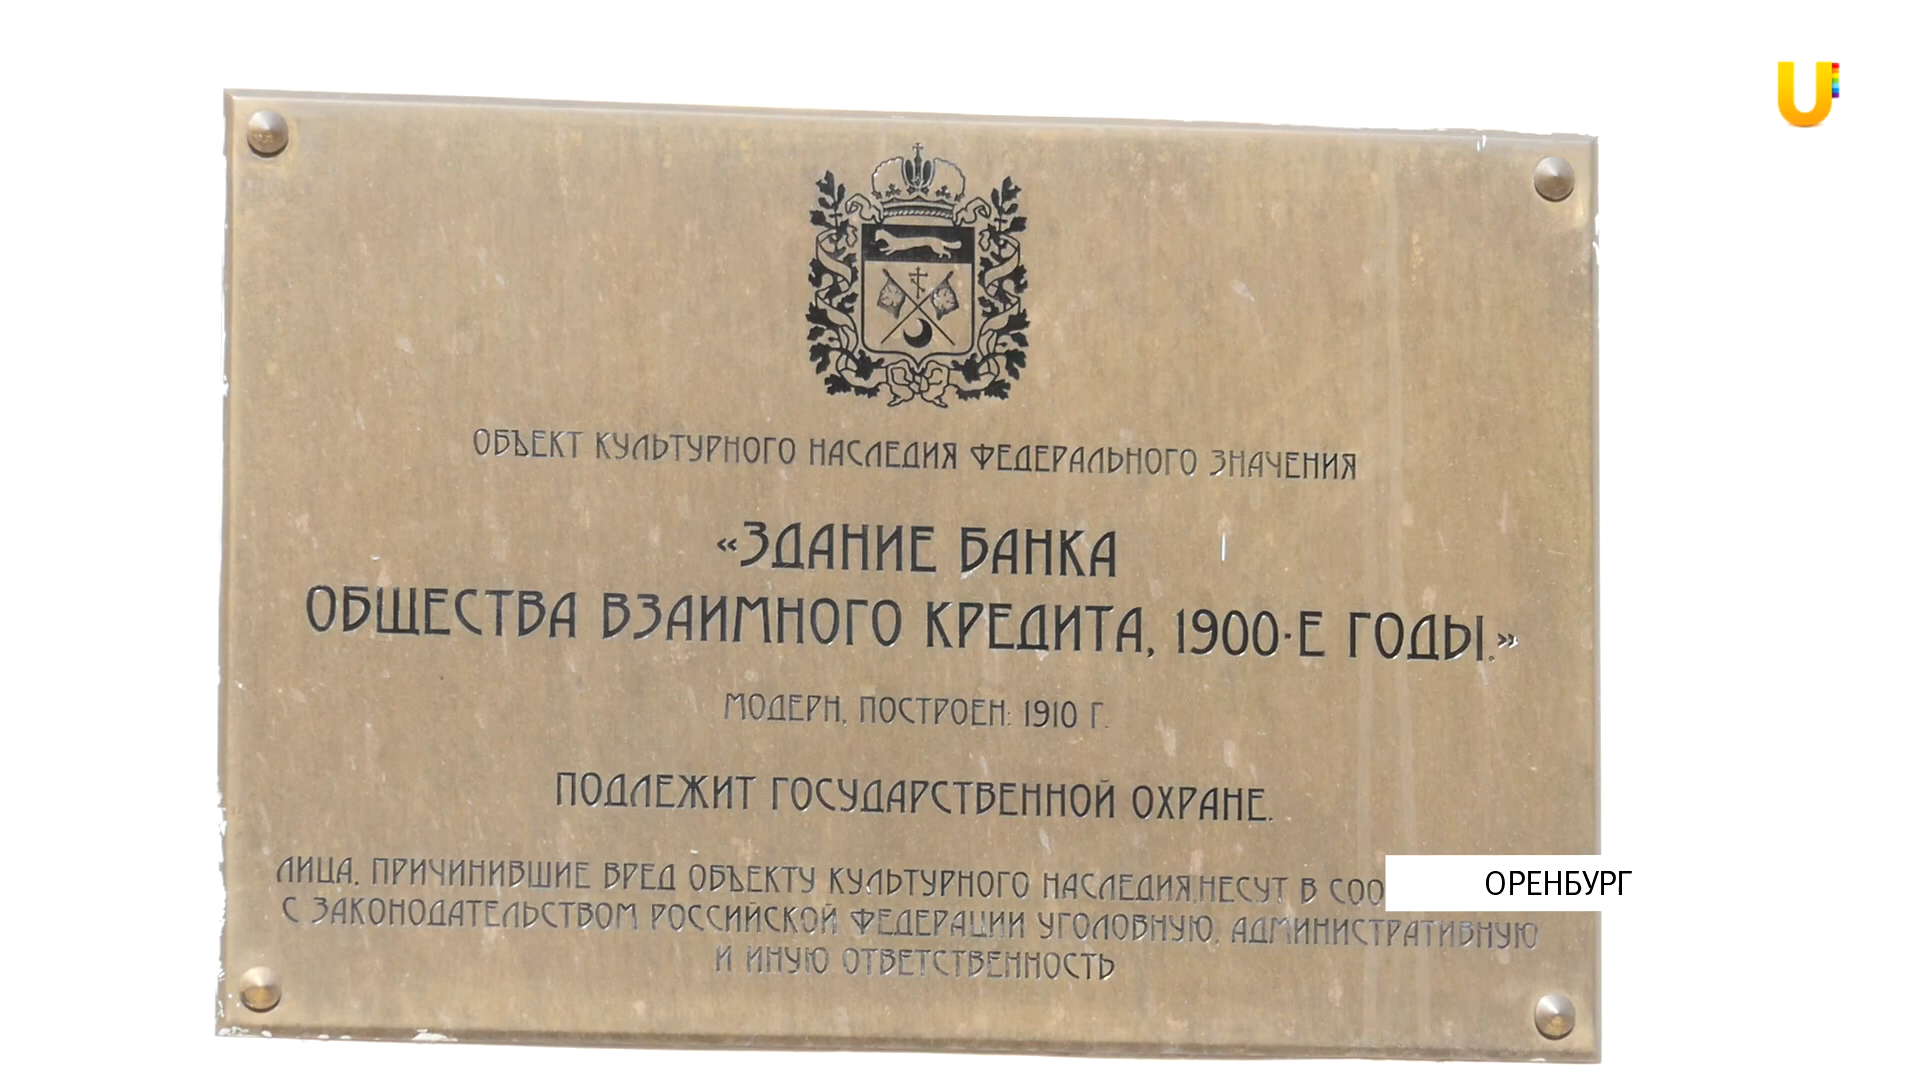 U
ОБЪЕКТ КУЛЬТУРНОГО НАСЛЕДИЯ ФЕДЕРАЛЬНОГО ЗНАЧЕНИЯ
«ЗДАНИЕ БАНКА
ОБЩЕСТВА ВЗАИМНОГО КРЕДИТА, 1900-Е ГОДЫ.»
МОДЕРН, ПОСТРОЕН: 1910 Г.
ПОДЛЕЖИТ ГОСУДАРСТВЕННОЙ ОХРАНЕ.
ЛИЦА, ПРИЧИНИВШИЕ ВРЕД ОБЪЕКТУ КУЛЬТУРНОГО НАСЛЕДИЯ,НЕСУТ В
С ЗАКОНОДАТЕЛЬСТВОМ РОССИЙСКОЙ ФЕДЕРАЦИИ УГОЛОВНУЮ, АДМИНИСТРАТИВНУЮ
И ИНУЮ ОТВЕТСТВЕННОСТЬ
ОРЕНБУРГ